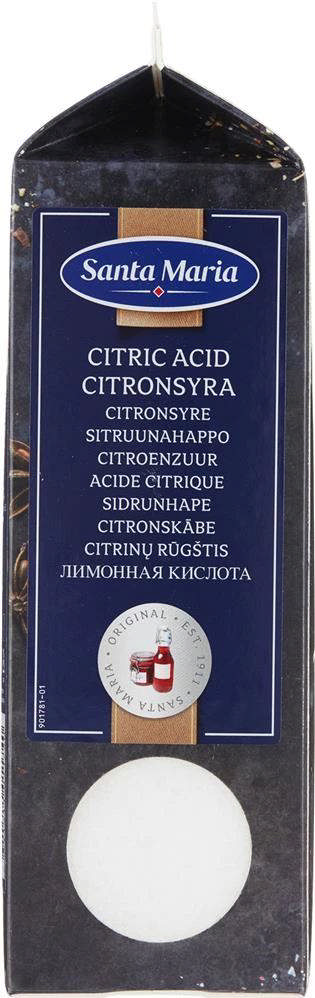 Santa Maria
CITRIC ACID
CITRONSYRA
CITRONSYRE
SITRUUNAHAPPO
CITROENZUUR
ACIDE CITRIQUE
SIDRUNHAPE
CITRONSKĀBE
CITRINŲ RŪGŠTIS
ЛИМОННАЯ КИСЛОТА
ORIGINAL • EST. 1911 • SANTA MARIA •
901781-01